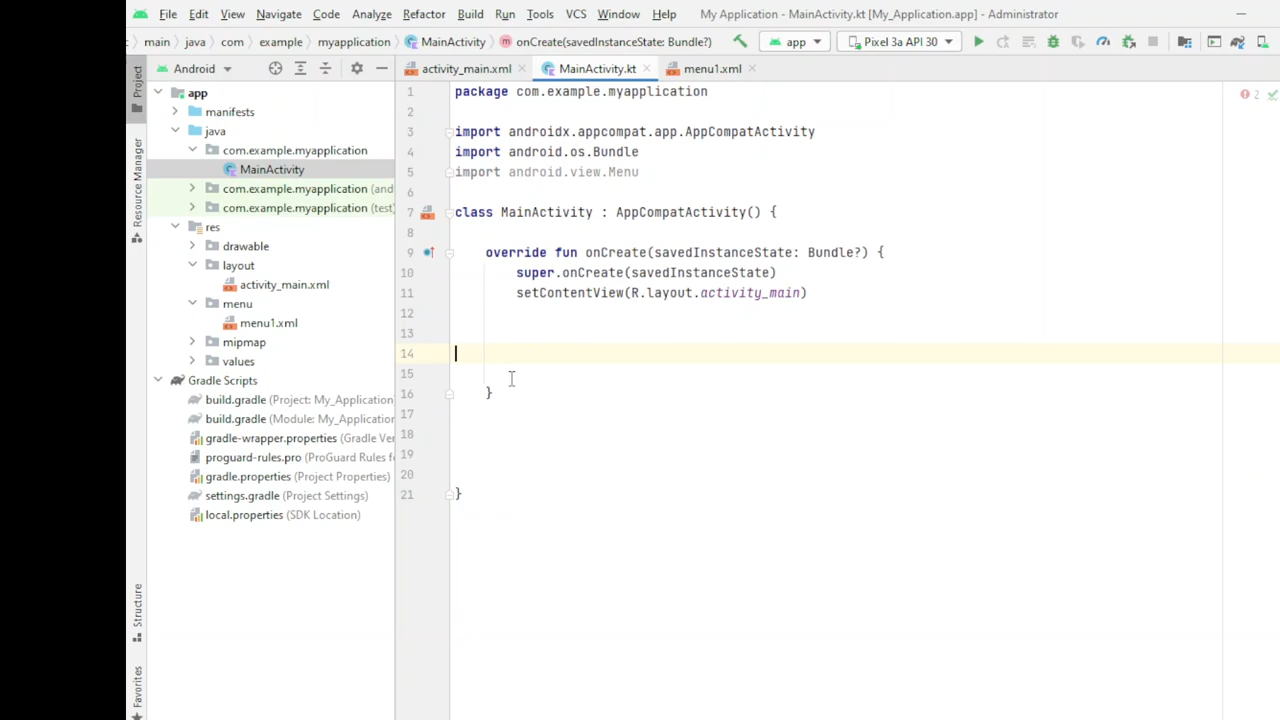 File Edit View Navigate Code Analyze Refactor Build Run Tools VCS Window Help My Application - MainActivity.kt [My_Application.app] - Administrator
main java com example myapplication MainActivity onCreate(savedInstanceState: Bundle?) app Pixel 3a API 30
Android activity_main.xml MainActivity.kt menu1.xml
Project
Resource Manager
Structure
Favorites
app
manifests
java
com.example.myapplication
MainActivity
com.example.myapplication (and
com.example.myapplication (test)
res
drawable
layout
activity_main.xml
menu
menu1.xml
mipmap
values
Gradle Scripts
build.gradle (Project: My_Application
build.gradle (Module: My_Application
gradle-wrapper.properties (Gradle Ver
proguard-rules.pro (ProGuard Rules f
gradle.properties (Project Properties)
settings.gradle (Project Settings)
local.properties (SDK Location)
1 package com.example.myapplication
2
3 import androidx.appcompat.app.AppCompatActivity
4 import android.os.Bundle
5 import android.view.Menu
6
7 class MainActivity : AppCompatActivity() {
8
9 override fun onCreate(savedInstanceState: Bundle?) {
10 super.onCreate(savedInstanceState)
11 setContentView(R.layout.activity_main)
12
13
14
15
16 }
17
18
19
20
21 }
2